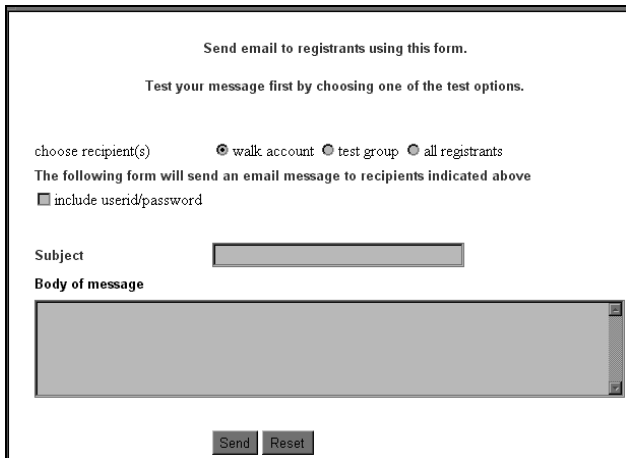 Send email to registrants using this form.
Test your message first by choosing one of the test options.
choose recipient(s) walk account test group all registrants
The following form will send an email message to recipients indicated above
include userid/password
Subject
Body of message
Send Reset